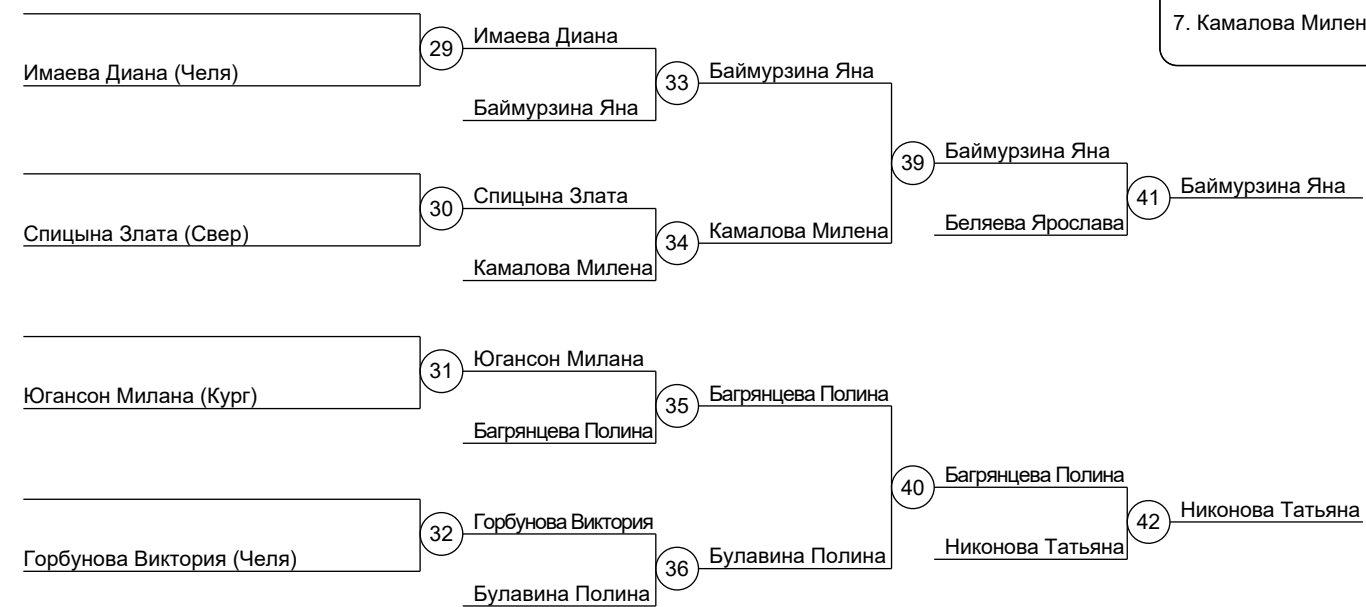 7. Камалова Милен
29
Имаева Диана
Имаева Диана (Челя)
33
Баймурзина Яна
Баймурзина Яна
39
Баймурзина Яна
30
Спицына Злата
Спицына Злата (Свер)
34
Камалова Милена
Камалова Милена
Беляева Ярослава
41
Баймурзина Яна
31
Югансон Милана
Югансон Милана (Кург)
35
Багрянцева Полина
Багрянцева Полина
40
Багрянцева Полина
32
Горбунова Виктория
Горбунова Виктория (Челя)
36
Булавина Полина
Булавина Полина
Никонова Татьяна
42
Никонова Татьяна